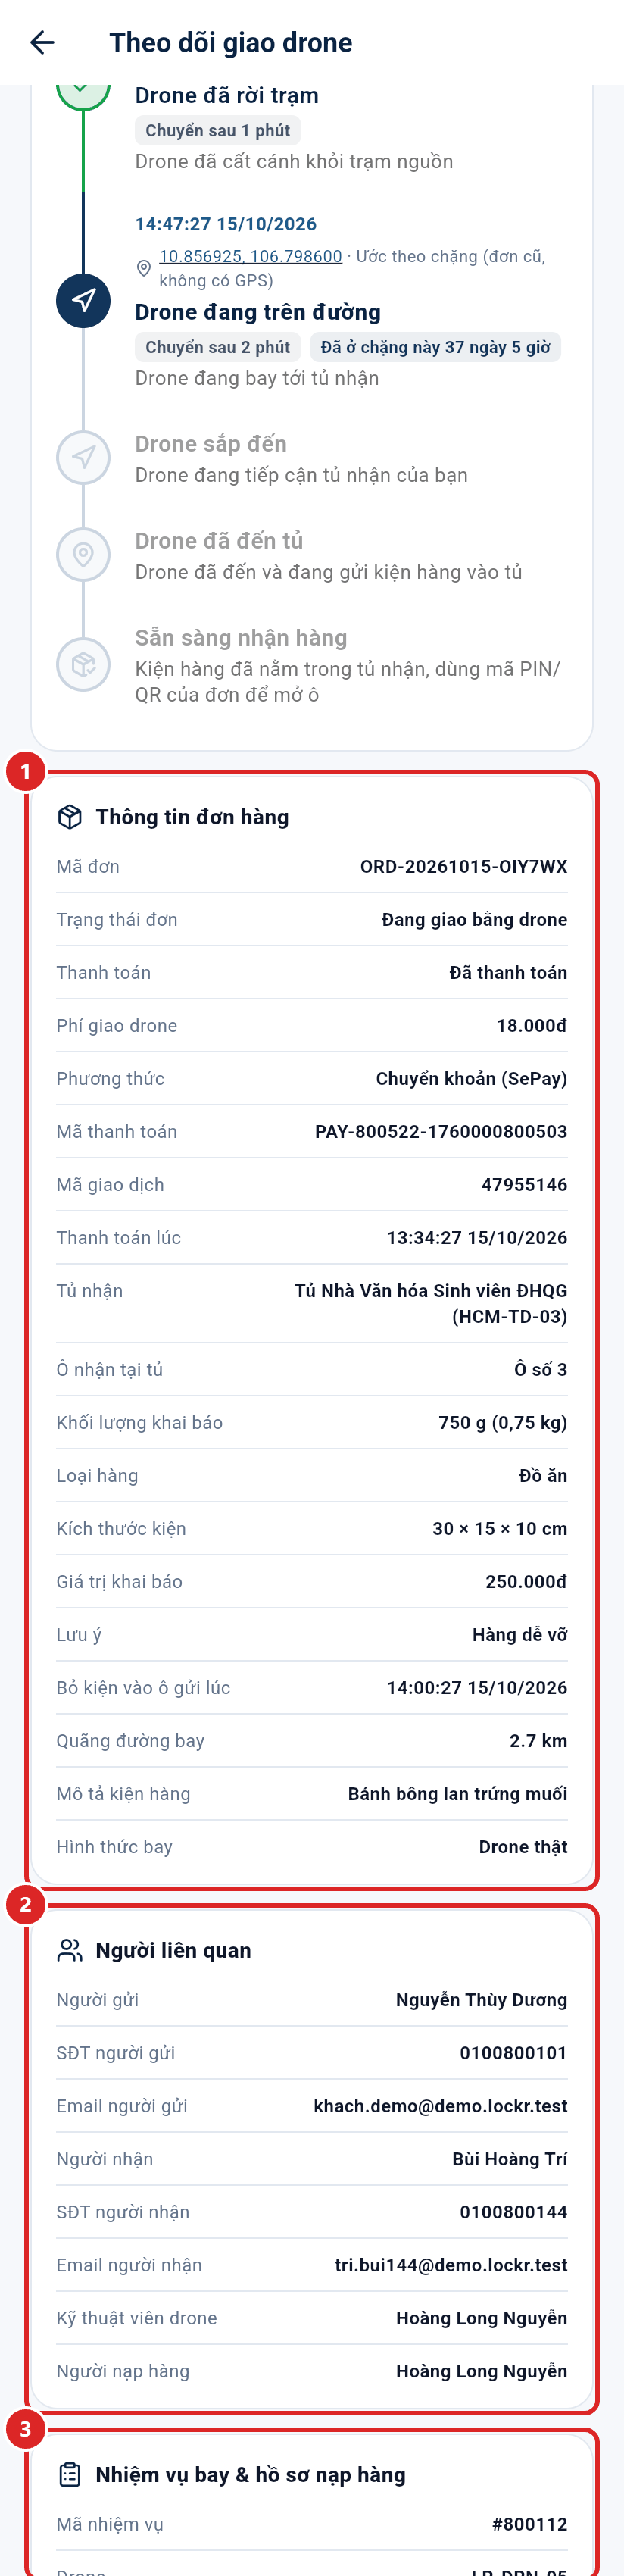 Theo dõi giao drone
Drone đã rời trạm
Chuyển sau 1 phút
Drone đã cất cánh khỏi trạm nguồn
14:47:27 15/10/2026
10.856925, 106.798600 · Ước theo chặng (đơn cũ,
không có GPS)
Drone đang trên đường
Chuyển sau 2 phút Đã ở chặng này 37 ngày 5 giờ
Drone đang bay tới tủ nhận
Drone sắp đến
Drone đang tiếp cận tủ nhận của bạn
Drone đã đến tủ
Drone đã đến và đang gửi kiện hàng vào tủ
Sẵn sàng nhận hàng
Kiện hàng đã nằm trong tủ nhận, dùng mã PIN/
QR của đơn để mở ô
1
Thông tin đơn hàng
Mã đơn ORD-20261015-OIY7WX
Trạng thái đơn Đang giao bằng drone
Thanh toán Đã thanh toán
Phí giao drone 18.000đ
Phương thức Chuyển khoản (SePay)
Mã thanh toán PAY-800522-1760000800503
Mã giao dịch 47955146
Thanh toán lúc 13:34:27 15/10/2026
Tủ nhận Tủ Nhà Văn hóa Sinh viên ĐHQG
(HCM-TD-03)
Ô nhận tại tủ Ô số 3
Khối lượng khai báo 750 g (0,75 kg)
Loại hàng Đồ ăn
Kích thước kiện 30 × 15 × 10 cm
Giá trị khai báo 250.000đ
Lưu ý Hàng dễ vỡ
Bỏ kiện vào ô gửi lúc 14:00:27 15/10/2026
Quãng đường bay 2.7 km
Mô tả kiện hàng Bánh bông lan trứng muối
Hình thức bay Drone thật
2
Người liên quan
Người gửi Nguyễn Thùy Dương
SĐT người gửi 0100800101
Email người gửi khach.demo@demo.lockr.test
Người nhận Bùi Hoàng Trí
SĐT người nhận 0100800144
Email người nhận tri.bui144@demo.lockr.test
Kỹ thuật viên drone Hoàng Long Nguyễn
Người nạp hàng Hoàng Long Nguyễn
3
Nhiệm vụ bay & hồ sơ nạp hàng
Mã nhiệm vụ #800112
Drone